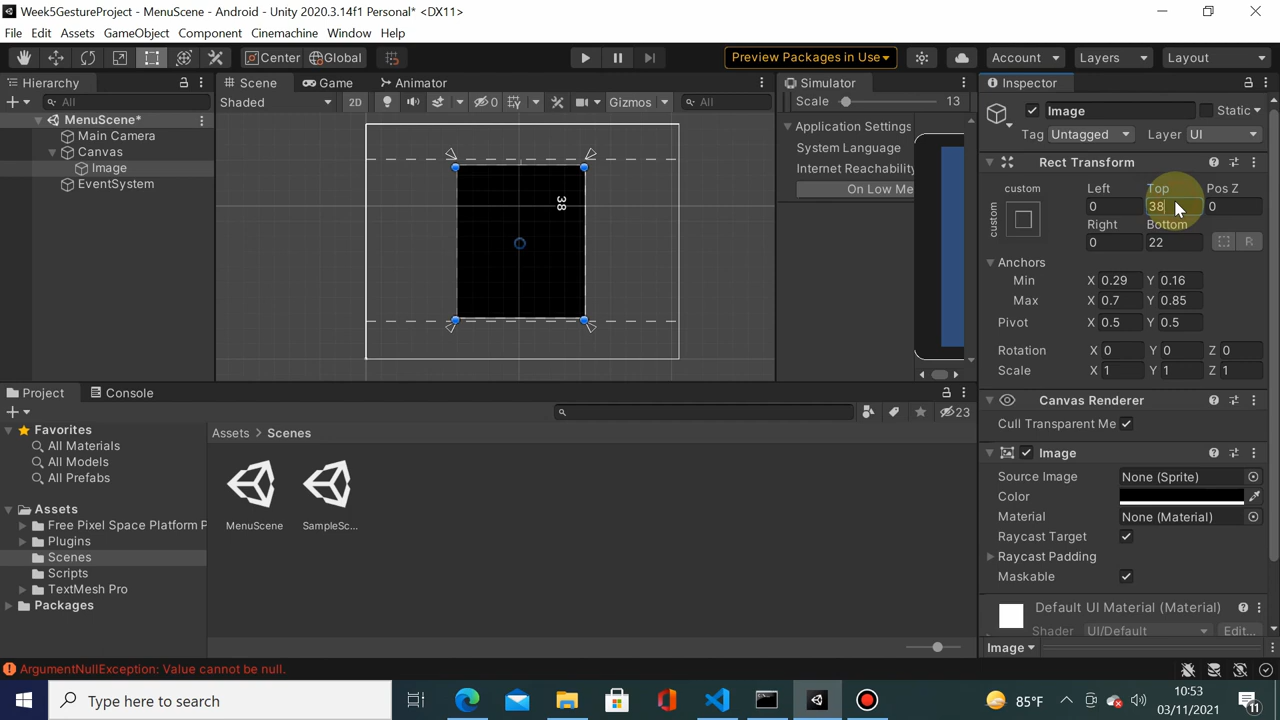 Week5GestureProject - MenuScene - Android - Unity 2020.3.14f1 Personal* <DX11>
File Edit Assets GameObject Component Cinemachine Window Help
Center Global Preview Packages in Use Account Layers Layout
Hierarchy
All
MenuScene*
Main Camera
Canvas
Image
EventSystem
Scene Game Animator
Shaded 2D 0 Gizmos All
38
Simulator
Scale 13
Application Settings
System Language
Internet Reachability
On Low Me
Inspector
Image Static
Tag Untagged Layer UI
Rect Transform
custom Left Top Pos Z
custom 0 38 0
Right Bottom
0 22 R
Anchors
Min X 0.29 Y 0.16
Max X 0.7 Y 0.85
Pivot X 0.5 Y 0.5
Rotation X 0 Y 0 Z 0
Scale X 1 Y 1 Z 1
Canvas Renderer
Cull Transparent Me
Image
Source Image None (Sprite)
Color
Material None (Material)
Raycast Target
Raycast Padding
Maskable
Default UI Material (Material)
Shader UI/Default Edit...
Image
Project Console
23
Favorites
All Materials
All Models
All Prefabs
Assets
Free Pixel Space Platform P
Plugins
Scenes
Scripts
TextMesh Pro
Packages
Assets > Scenes
MenuScene SampleSc...
ArgumentNullException: Value cannot be null.
Type here to search
85°F
10:53
03/11/2021
11